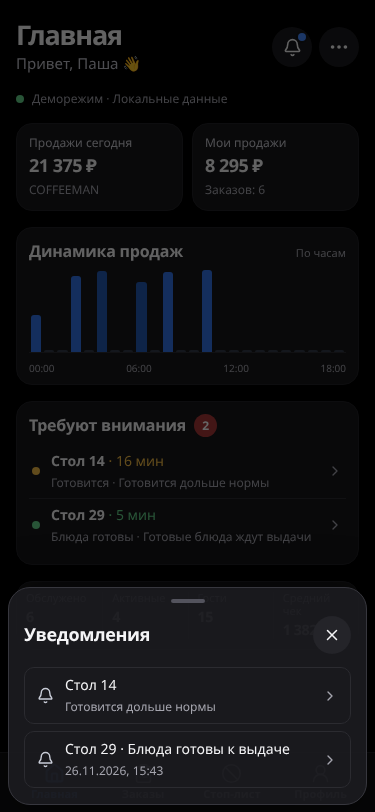 Главная
Привет, Паша 👋
Деморежим · Локальные данные
Продажи сегодня
21 375 ₽
COFFEEMAN
Мои продажи
8 295 ₽
Заказов: 6
Динамика продаж
По часам
00:00 06:00 12:00 18:00
Требуют внимания 2
Стол 14 · 16 мин
Готовится · Готовится дольше нормы
Стол 29 · 5 мин
Блюда готовы · Готовые блюда ждут выдачи
6 4 15
Уведомления
Стол 14
Готовится дольше нормы
Стол 29 · Блюда готовы к выдаче
26.11.2026, 15:43